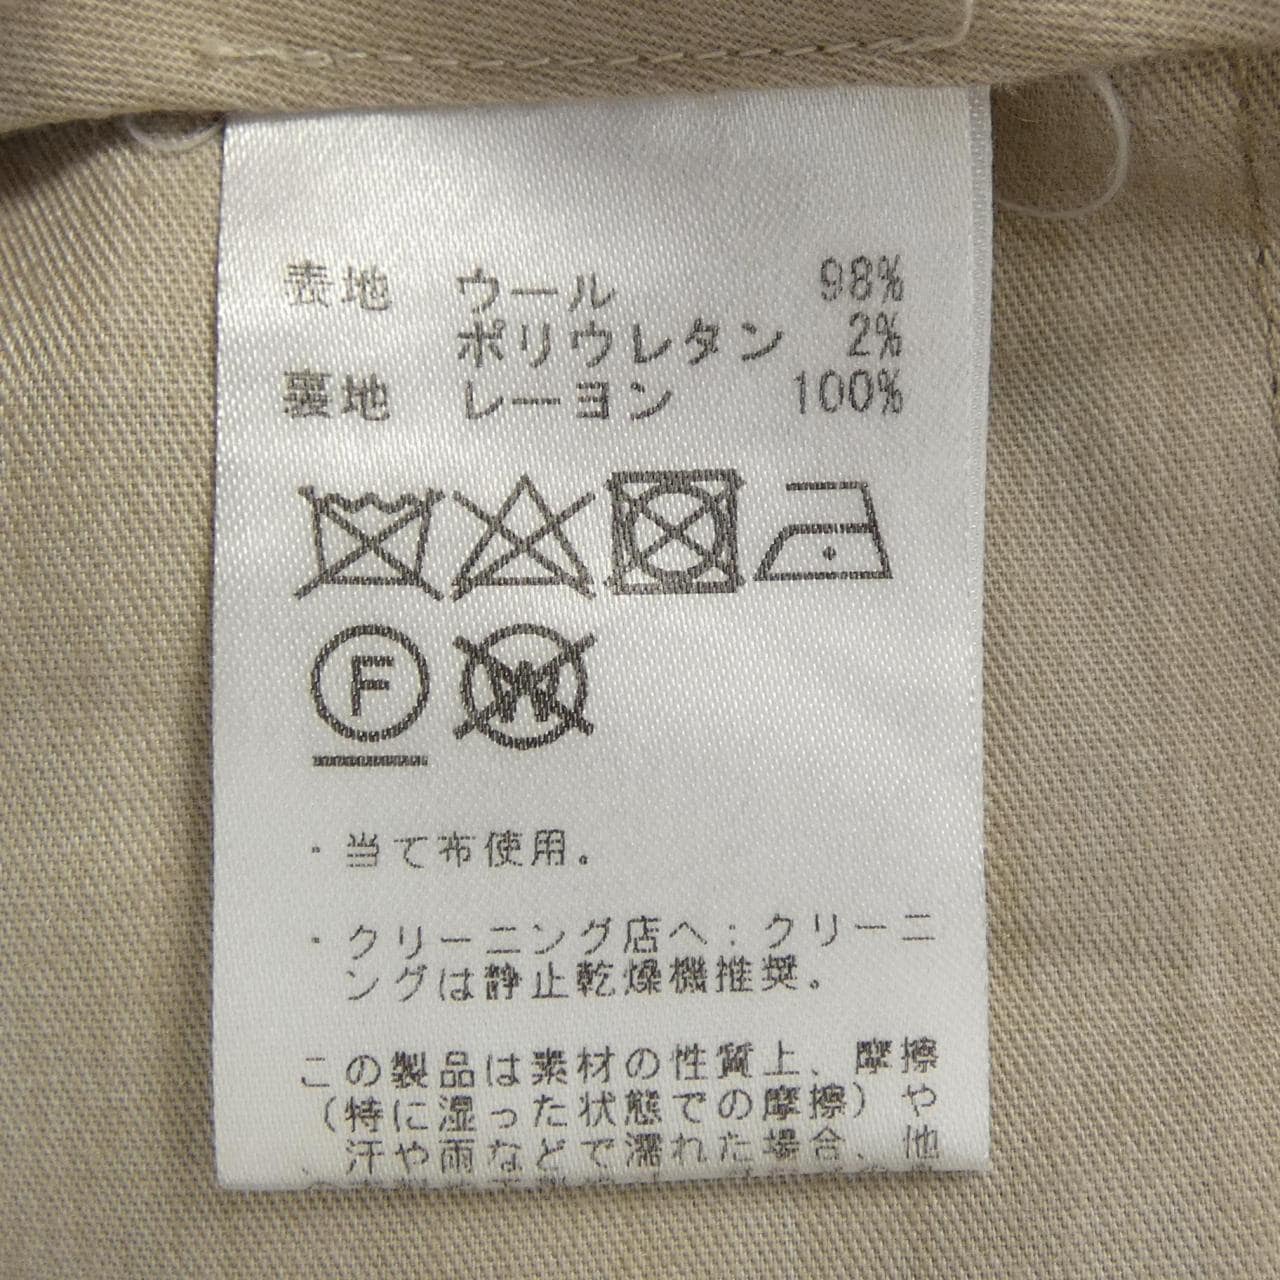 表地 ウール 98%
ポリウレタン 2%
裏地 レーヨン 100%
F
W
・当て布使用。
・クリーニング店へ:クリーニ
ングは静止乾燥機推奨。
この製品は素材の性質上、摩擦
(特に湿った状態での摩擦)や
汗や雨などで濡れた場合、他